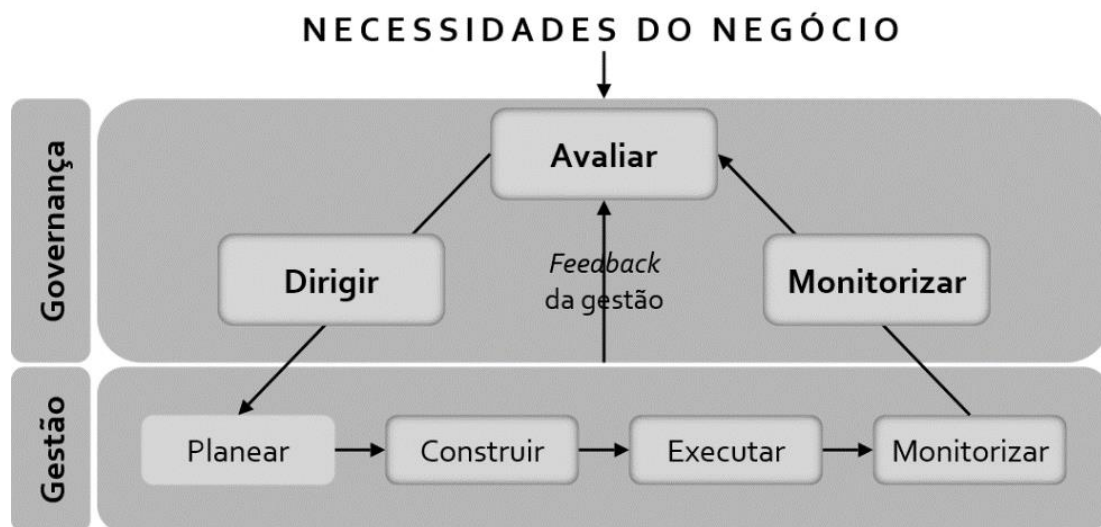 NECESSIDADES DO NEGÓCIO
Governança
Avaliar
Dirigir
Feedback
da gestão
Monitorizar
Gestão
Planear
Construir
Executar
Monitorizar